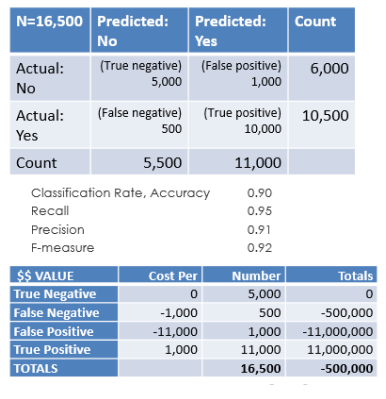 N=16,500 Predicted: Predicted: Count
No Yes
Actual: (True negative) (False positive) 6,000
No 5,000 1,000
Actual: (False negative) (True positive) 10,500
Yes 500 10,000
Count 5,500 11,000
Classification Rate, Accuracy 0.90
Recall 0.95
Precision 0.91
F-measure 0.92
$$ VALUE Cost Per Number Totals
True Negative 0 5,000 0
False Negative -1,000 500 -500,000
False Positive -11,000 1,000 -11,000,000
True Positive 1,000 11,000 11,000,000
TOTALS 16,500 -500,000